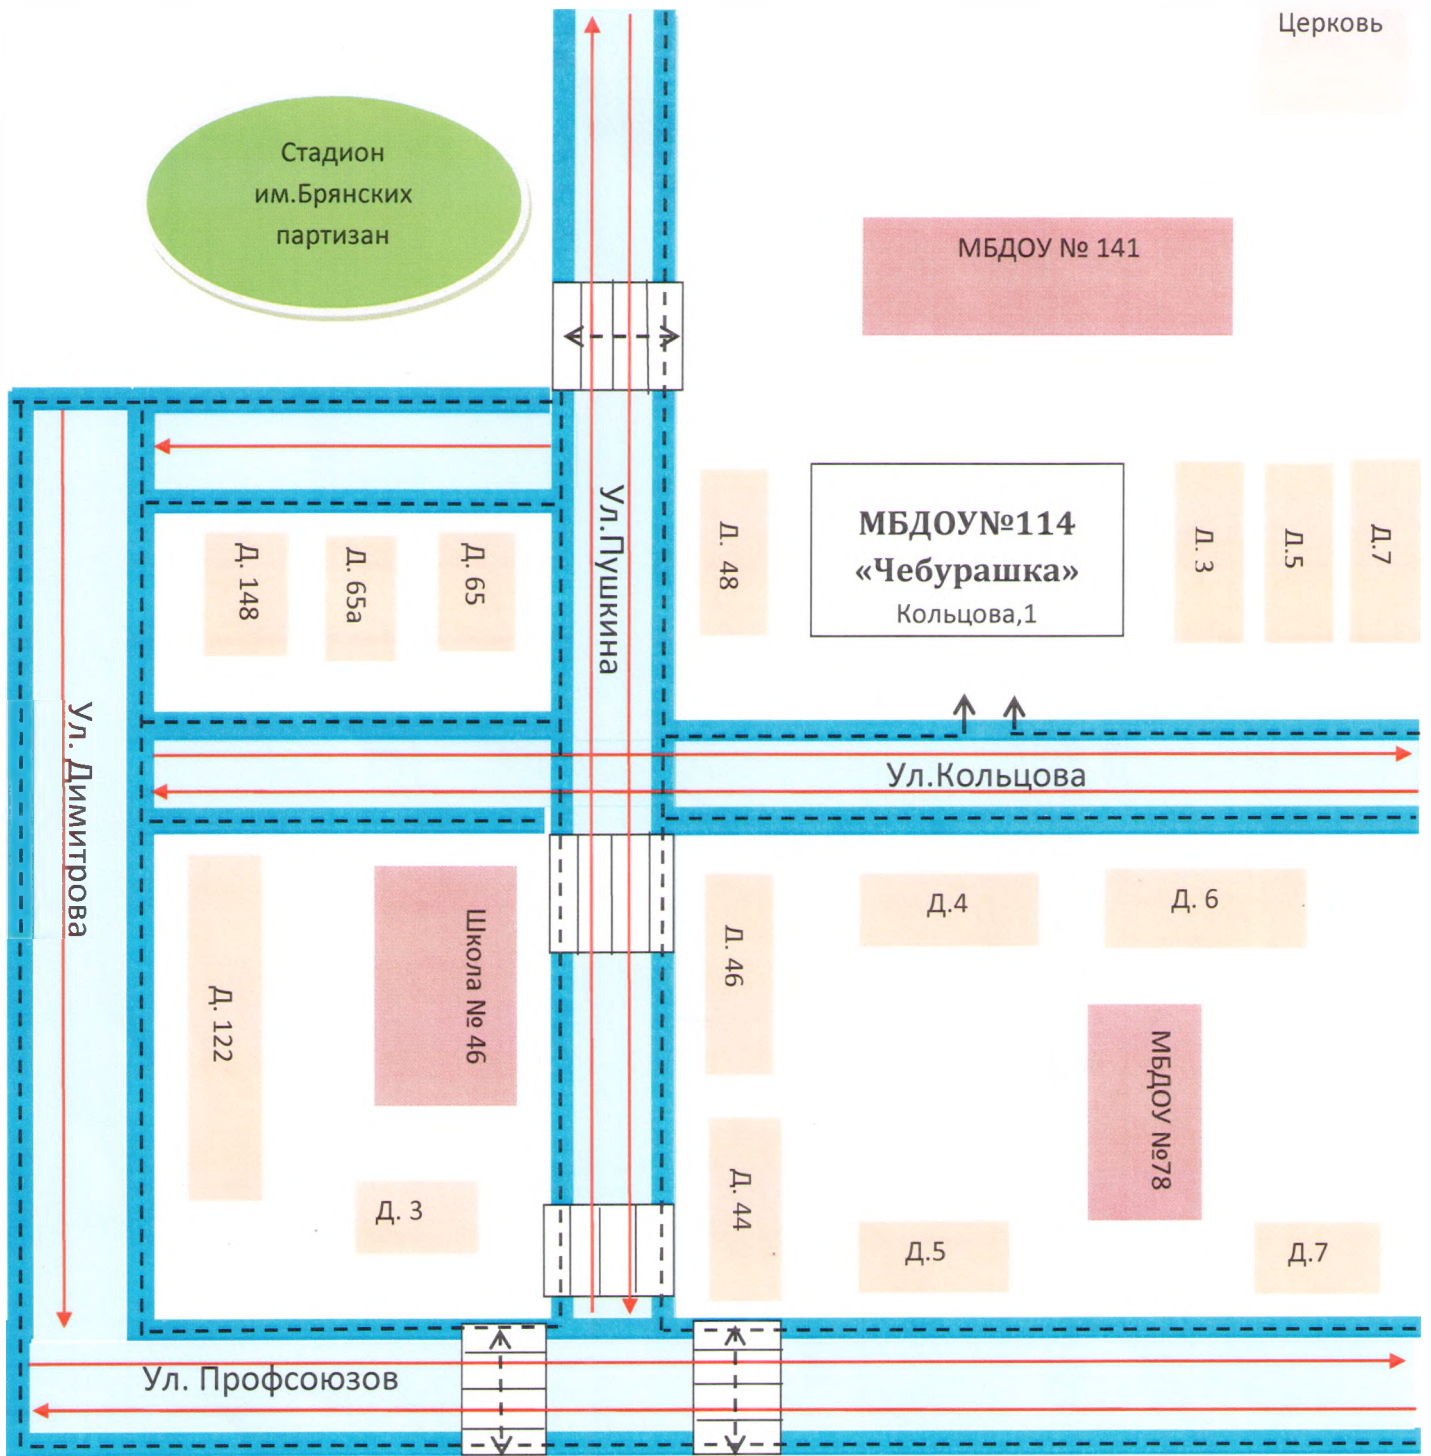 Церковь
Стадион
им.Брянских
партизан
МБДОУ № 141
Ул.Пушкина
Д. 48
МБДОУ№114
«Чебурашка»
Кольцова,1
Д. 3
Д.5
Д.7
Д. 148
Д. 65а
Д. 65
Ул. Димитрова
Ул.Кольцова
Д. 122
Школа № 46
Д. 46
Д.4
Д. 6
МБДОУ №78
Д. 3
Д. 44
Д.5
Д.7
Ул. Профсоюзов